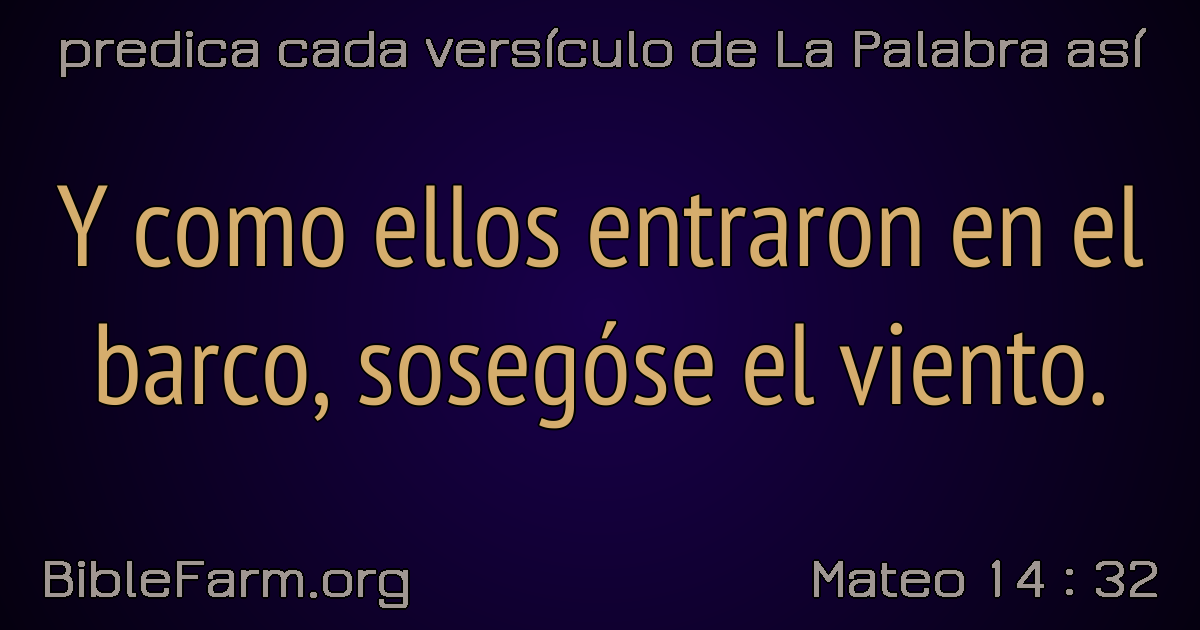 predica cada versículo de La Palabra así
Y como ellos entraron en el
barco, sosegóse el viento.
BibleFarm.org
Mateo 14 : 32